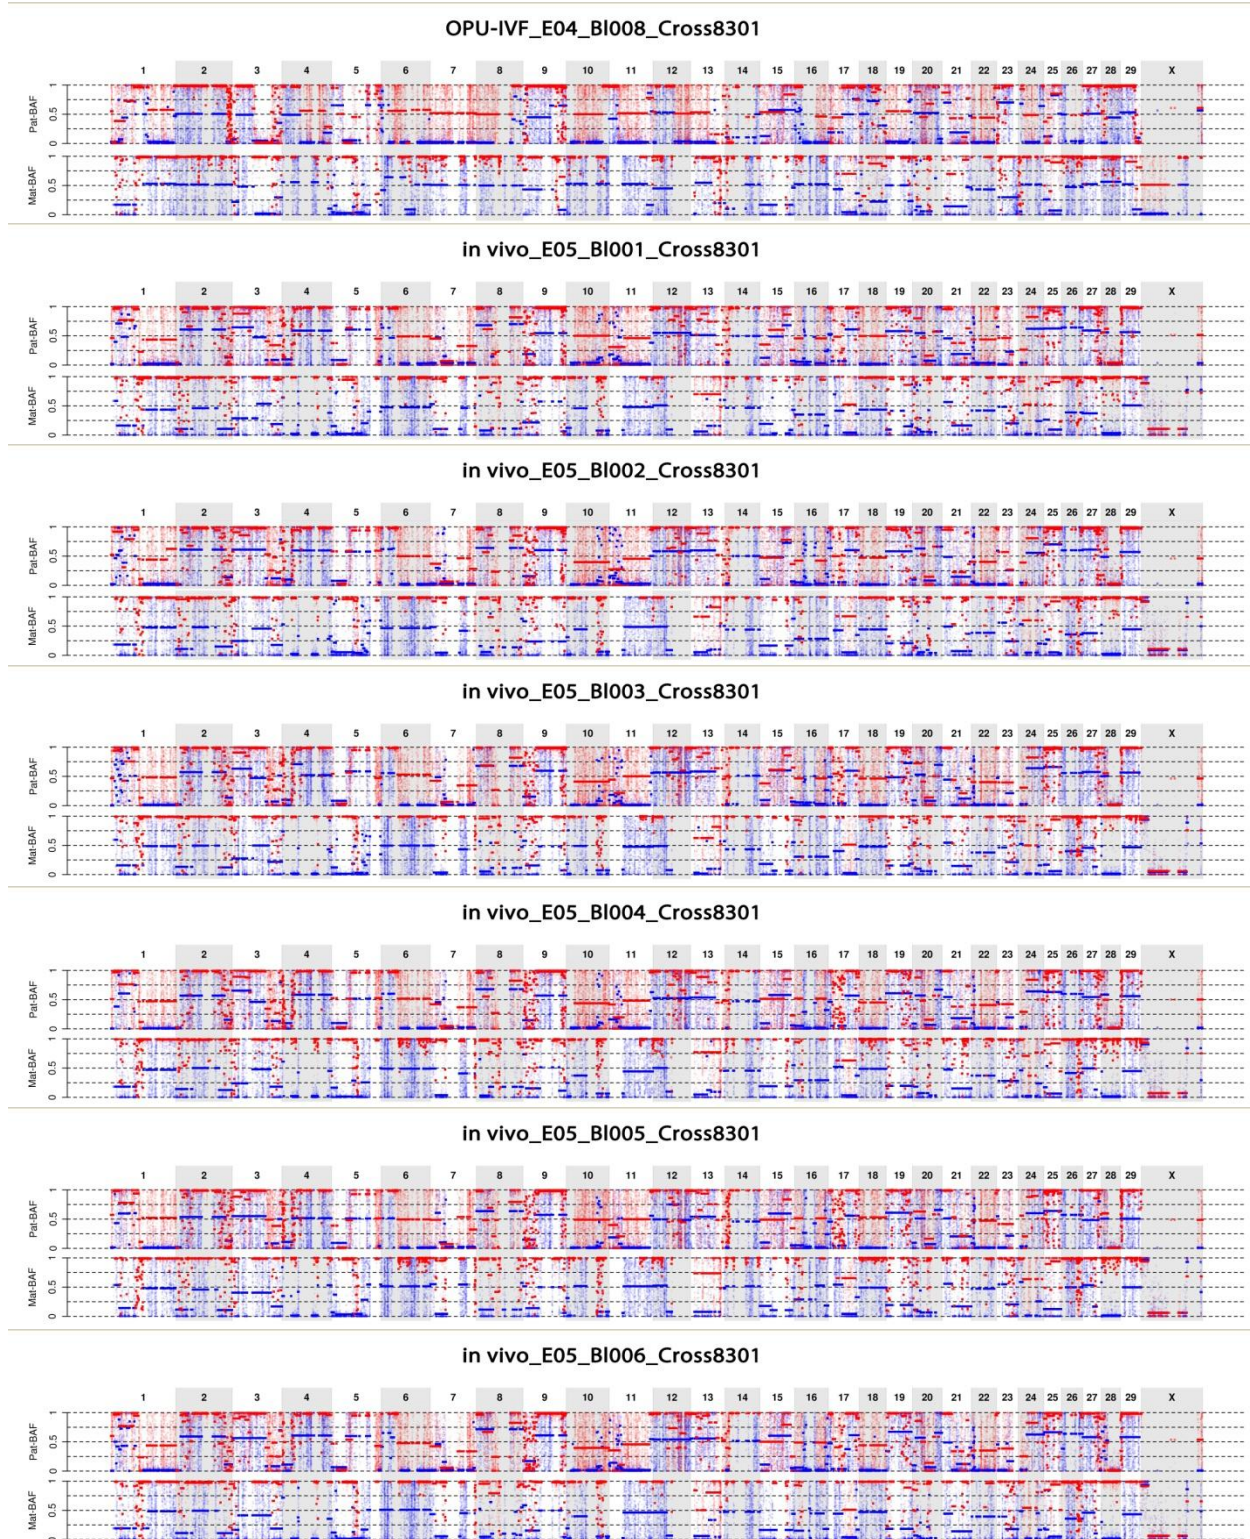 OPU-IVF_E04_Bl008_Cross8301
1 2 3 4 5 6 7 8 9 10 11 12 13 14 15 16 17 18 19 20 21 22 23 24 25 26 27 28 29 X
Pat-BAF
0 0.5 1
Mat-BAF
0 0.5 1
in vivo_E05_Bl001_Cross8301
1 2 3 4 5 6 7 8 9 10 11 12 13 14 15 16 17 18 19 20 21 22 23 24 25 26 27 28 29 X
Pat-BAF
0 0.5 1
Mat-BAF
0 0.5 1
in vivo_E05_Bl002_Cross8301
1 2 3 4 5 6 7 8 9 10 11 12 13 14 15 16 17 18 19 20 21 22 23 24 25 26 27 28 29 X
Pat-BAF
0 0.5 1
Mat-BAF
0 0.5 1
in vivo_E05_Bl003_Cross8301
1 2 3 4 5 6 7 8 9 10 11 12 13 14 15 16 17 18 19 20 21 22 23 24 25 26 27 28 29 X
Pat-BAF
0 0.5 1
Mat-BAF
0 0.5 1
in vivo_E05_Bl004_Cross8301
1 2 3 4 5 6 7 8 9 10 11 12 13 14 15 16 17 18 19 20 21 22 23 24 25 26 27 28 29 X
Pat-BAF
0 0.5 1
Mat-BAF
0 0.5 1
in vivo_E05_Bl005_Cross8301
1 2 3 4 5 6 7 8 9 10 11 12 13 14 15 16 17 18 19 20 21 22 23 24 25 26 27 28 29 X
Pat-BAF
0 0.5 1
Mat-BAF
0 0.5 1
in vivo_E05_Bl006_Cross8301
1 2 3 4 5 6 7 8 9 10 11 12 13 14 15 16 17 18 19 20 21 22 23 24 25 26 27 28 29 X
Pat-BAF
0 0.5 1
Mat-BAF
0 0.5 1